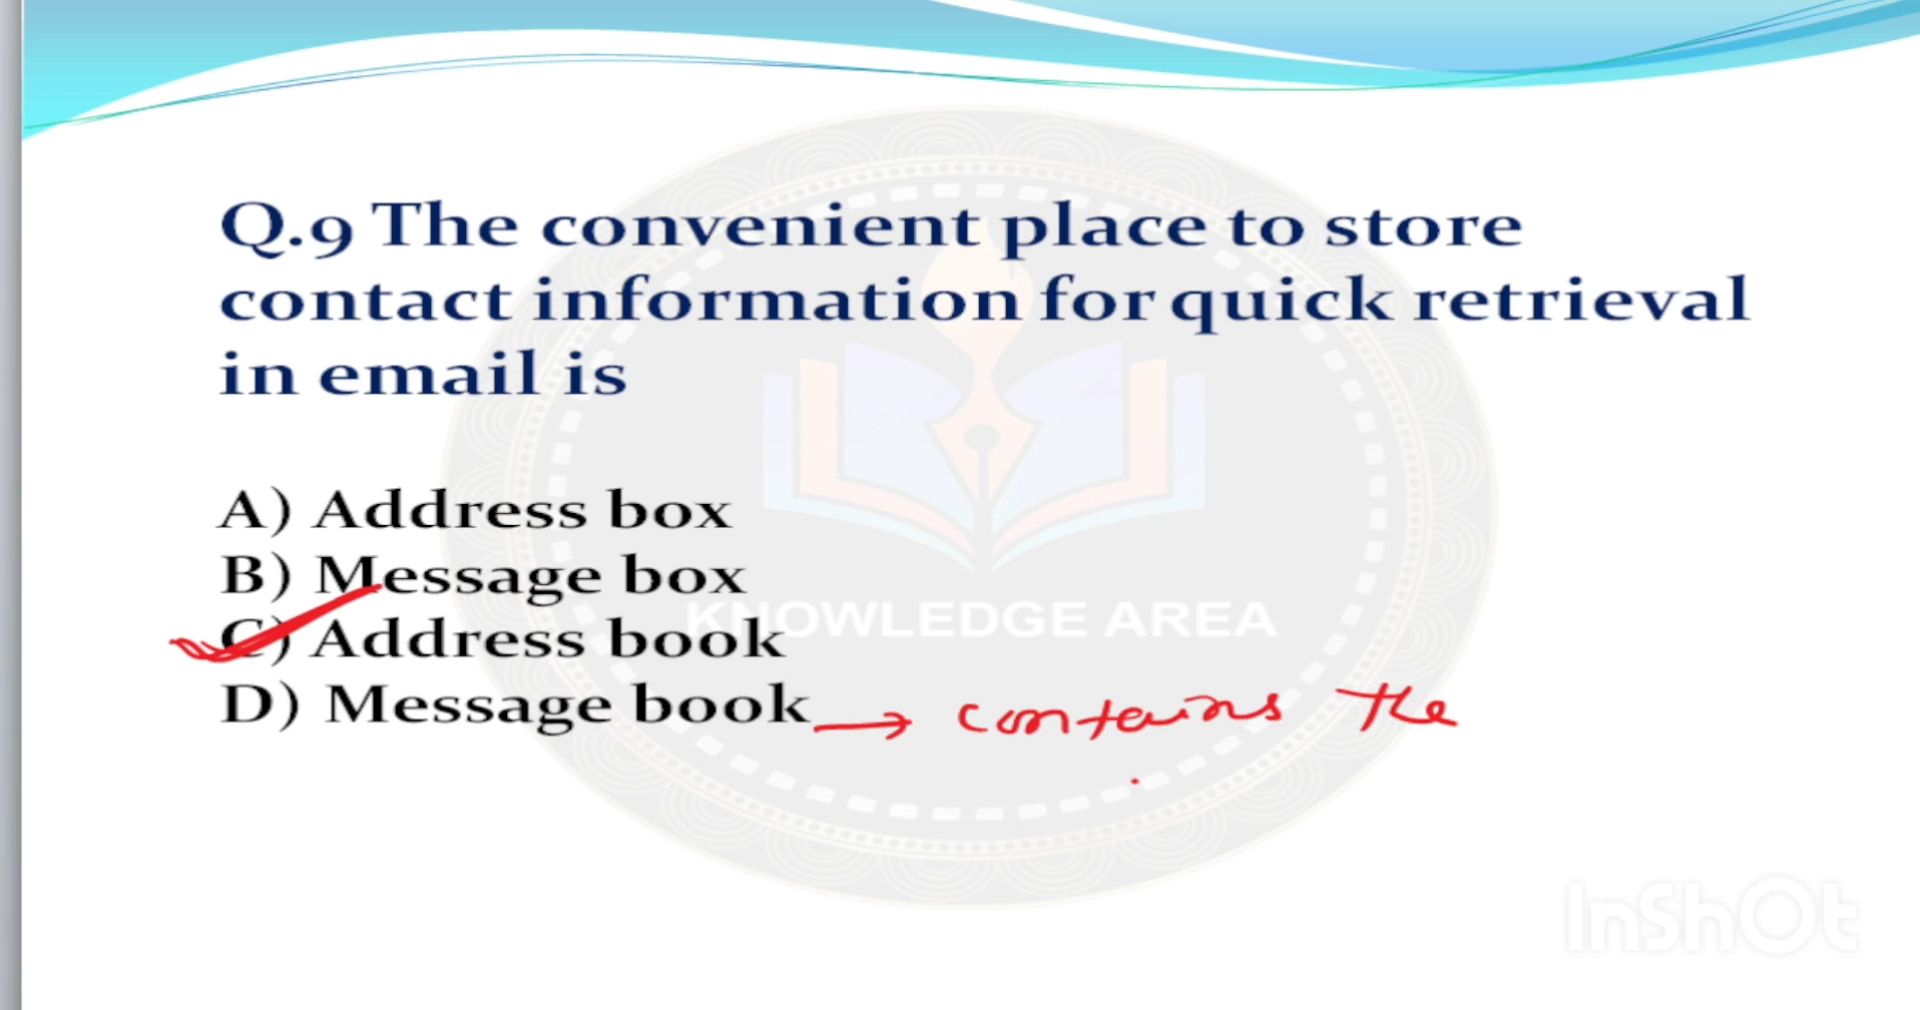 Q.9 The convenient place to store
contact information for quick retrieval
in email is
A) Address box
B) Message box
C) Address book
D) Message book → contains the
KNOWLEDGE AREA
InShOt